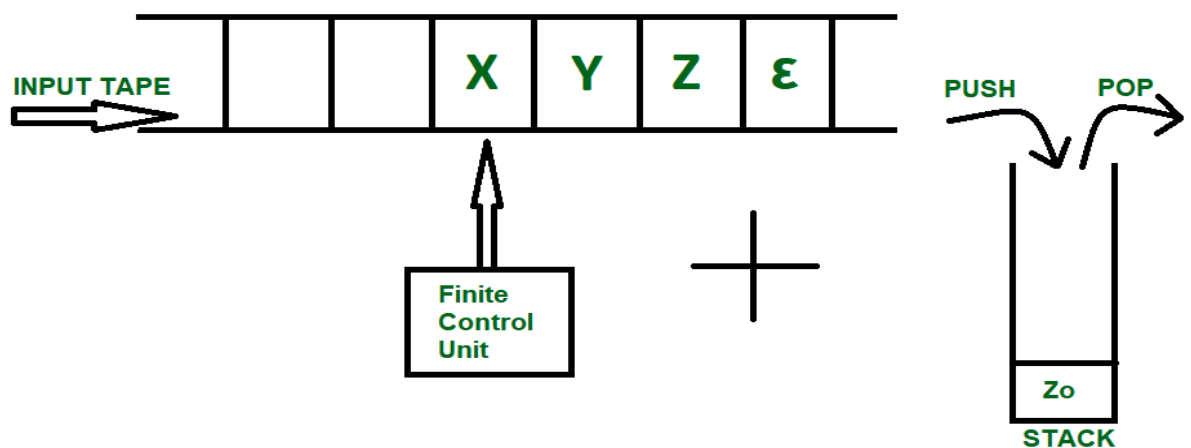 X Y Z ε
INPUT TAPE
PUSH
POP
Finite
Control
Unit
Zo
STACK